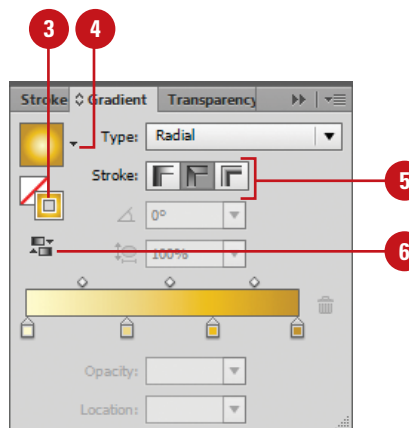 3 4
Stroke Gradient Transparency
Type: Radial
Stroke:
5
0°
6
100%
Opacity:
Location: